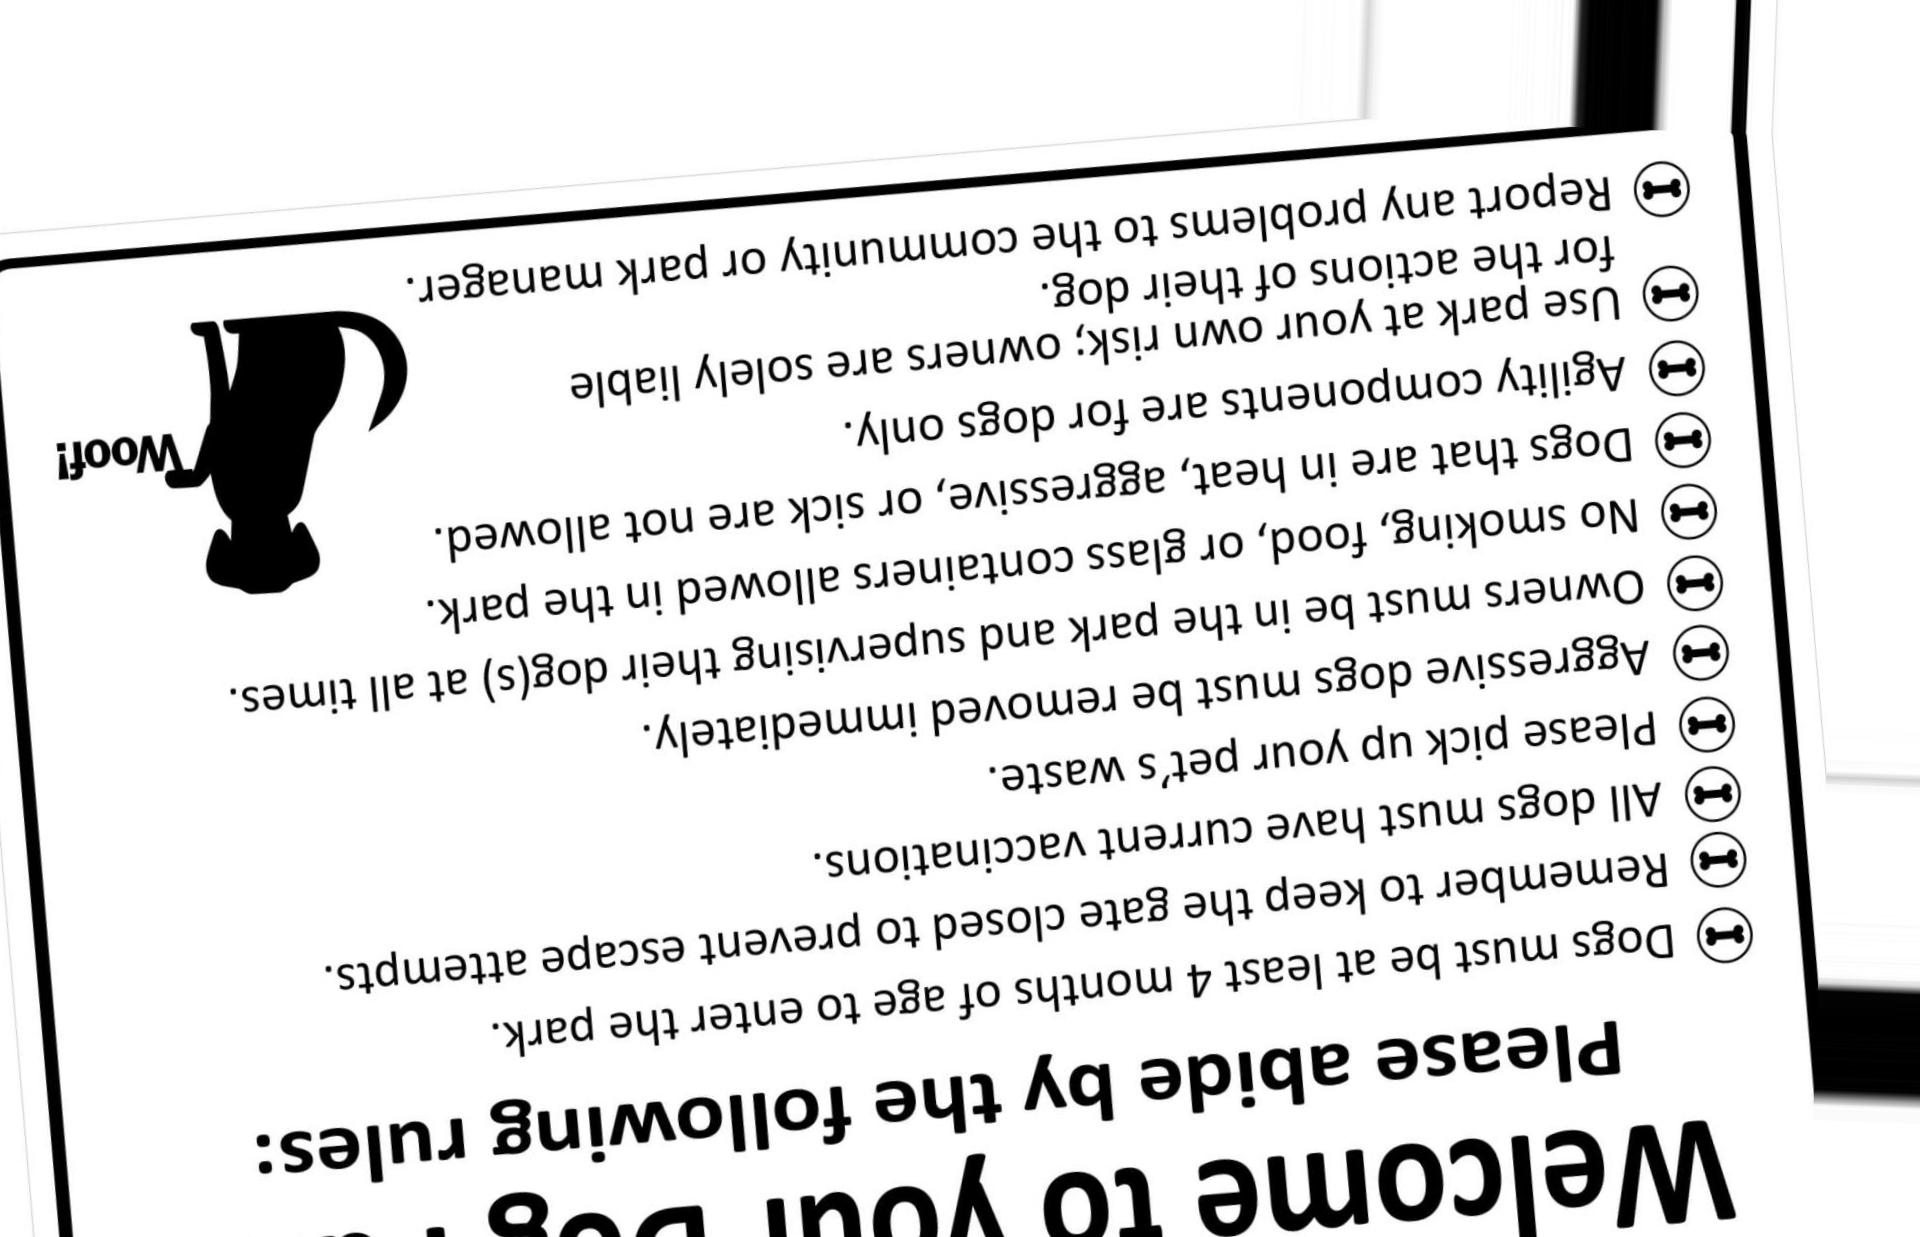 Welcome to your Dog
Please abide by the following rules:
Dogs must be at least 4 months of age to enter the park.
Remember to keep the gate closed to prevent escape attempts.
All dogs must have current vaccinations.
Please pick up your pet's waste.
Aggressive dogs must be removed immediately.
Owners must be in the park and supervising their dog(s) at all times.
No smoking, food, or glass containers allowed in the park.
Dogs that are in heat, aggressive, or sick are not allowed.
Agility components are for dogs only.
Use park at your own risk; owners are solely liable
for the actions of their dog.
Report any problems to the community or park manager.
Woof!